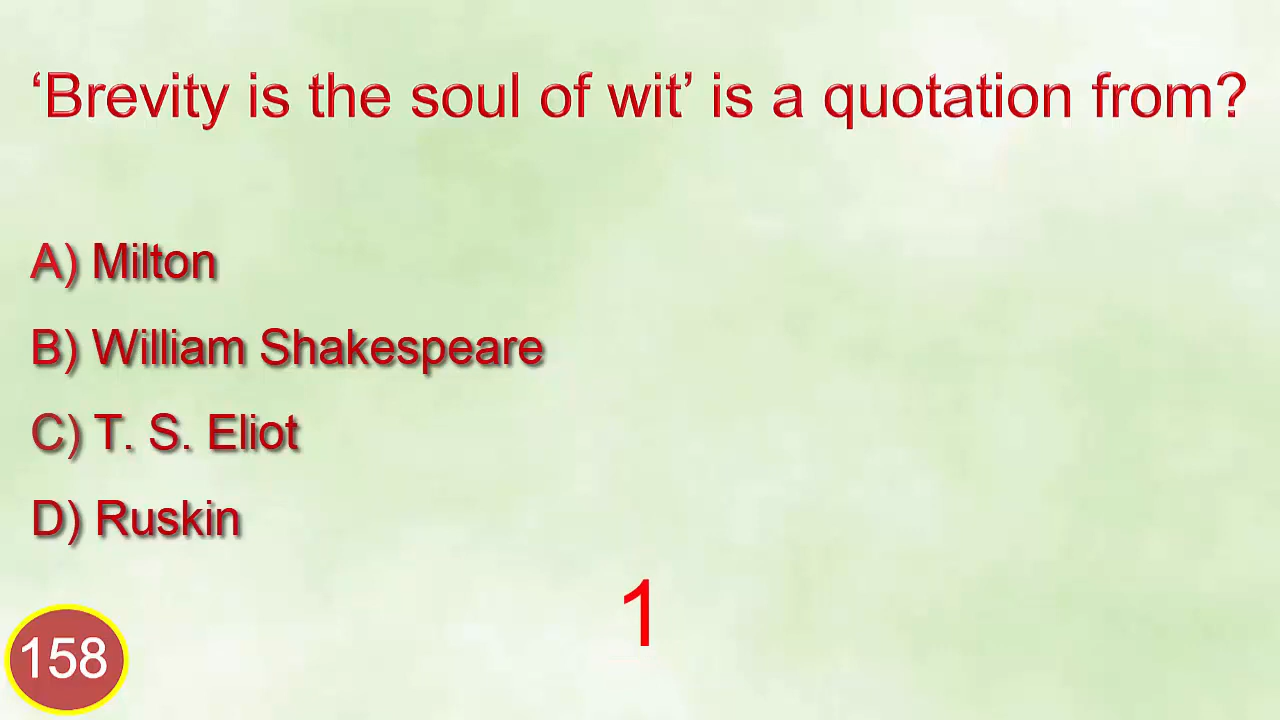 ‘Brevity is the soul of wit’ is a quotation from?
A) Milton
B) William Shakespeare
C) T. S. Eliot
D) Ruskin
1
158